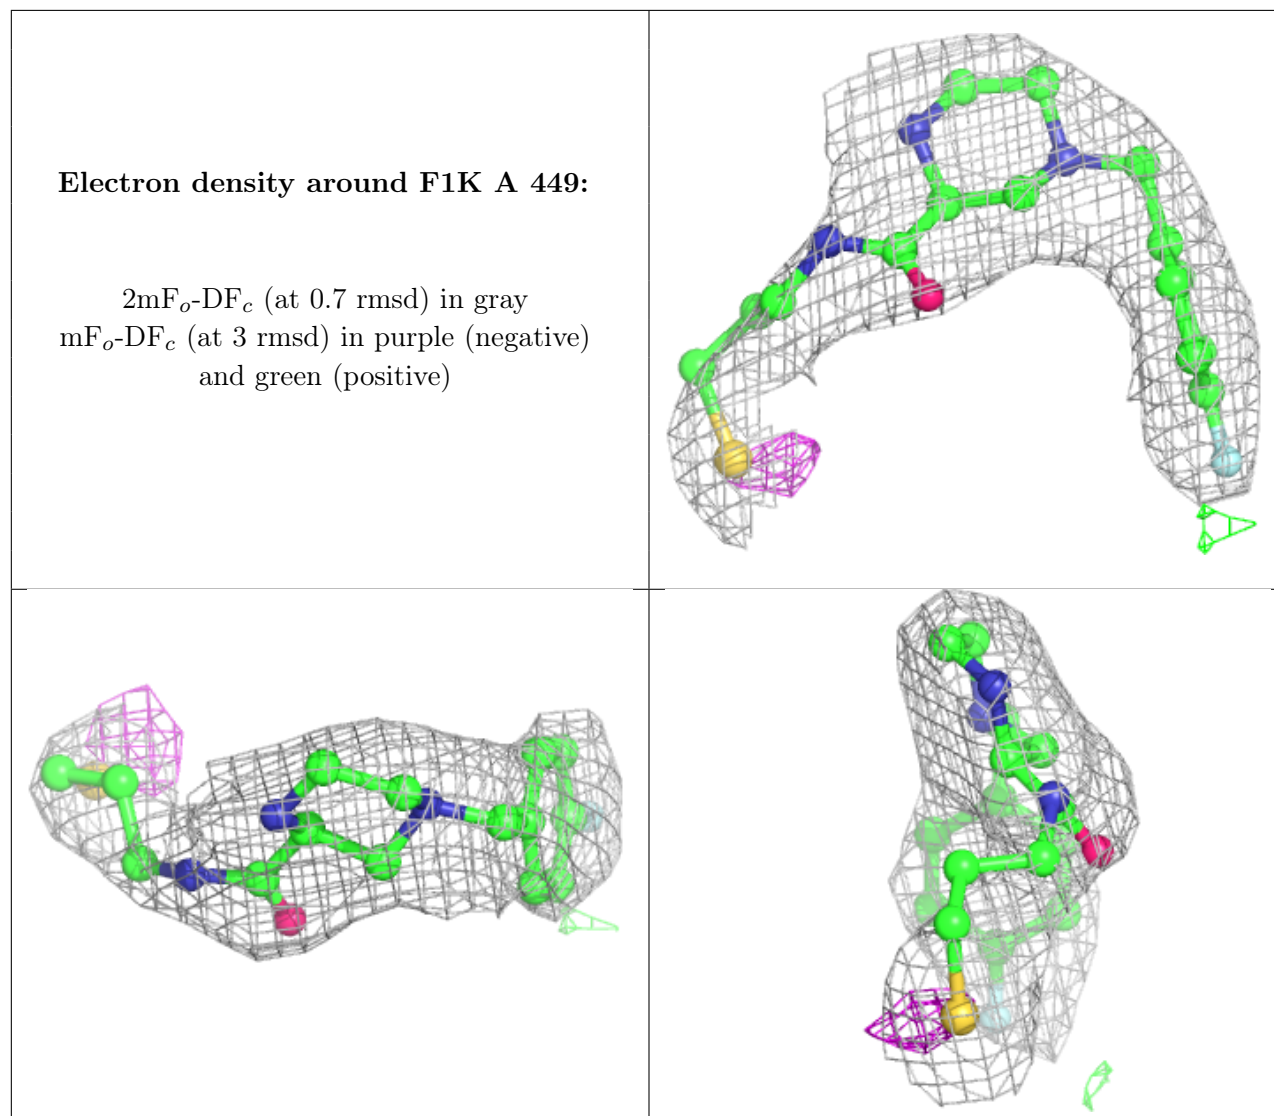 Electron density around F1K A 449:
2mFo-DFc (at 0.7 rmsd) in gray
mFo-DFc (at 3 rmsd) in purple (negative)
and green (positive)